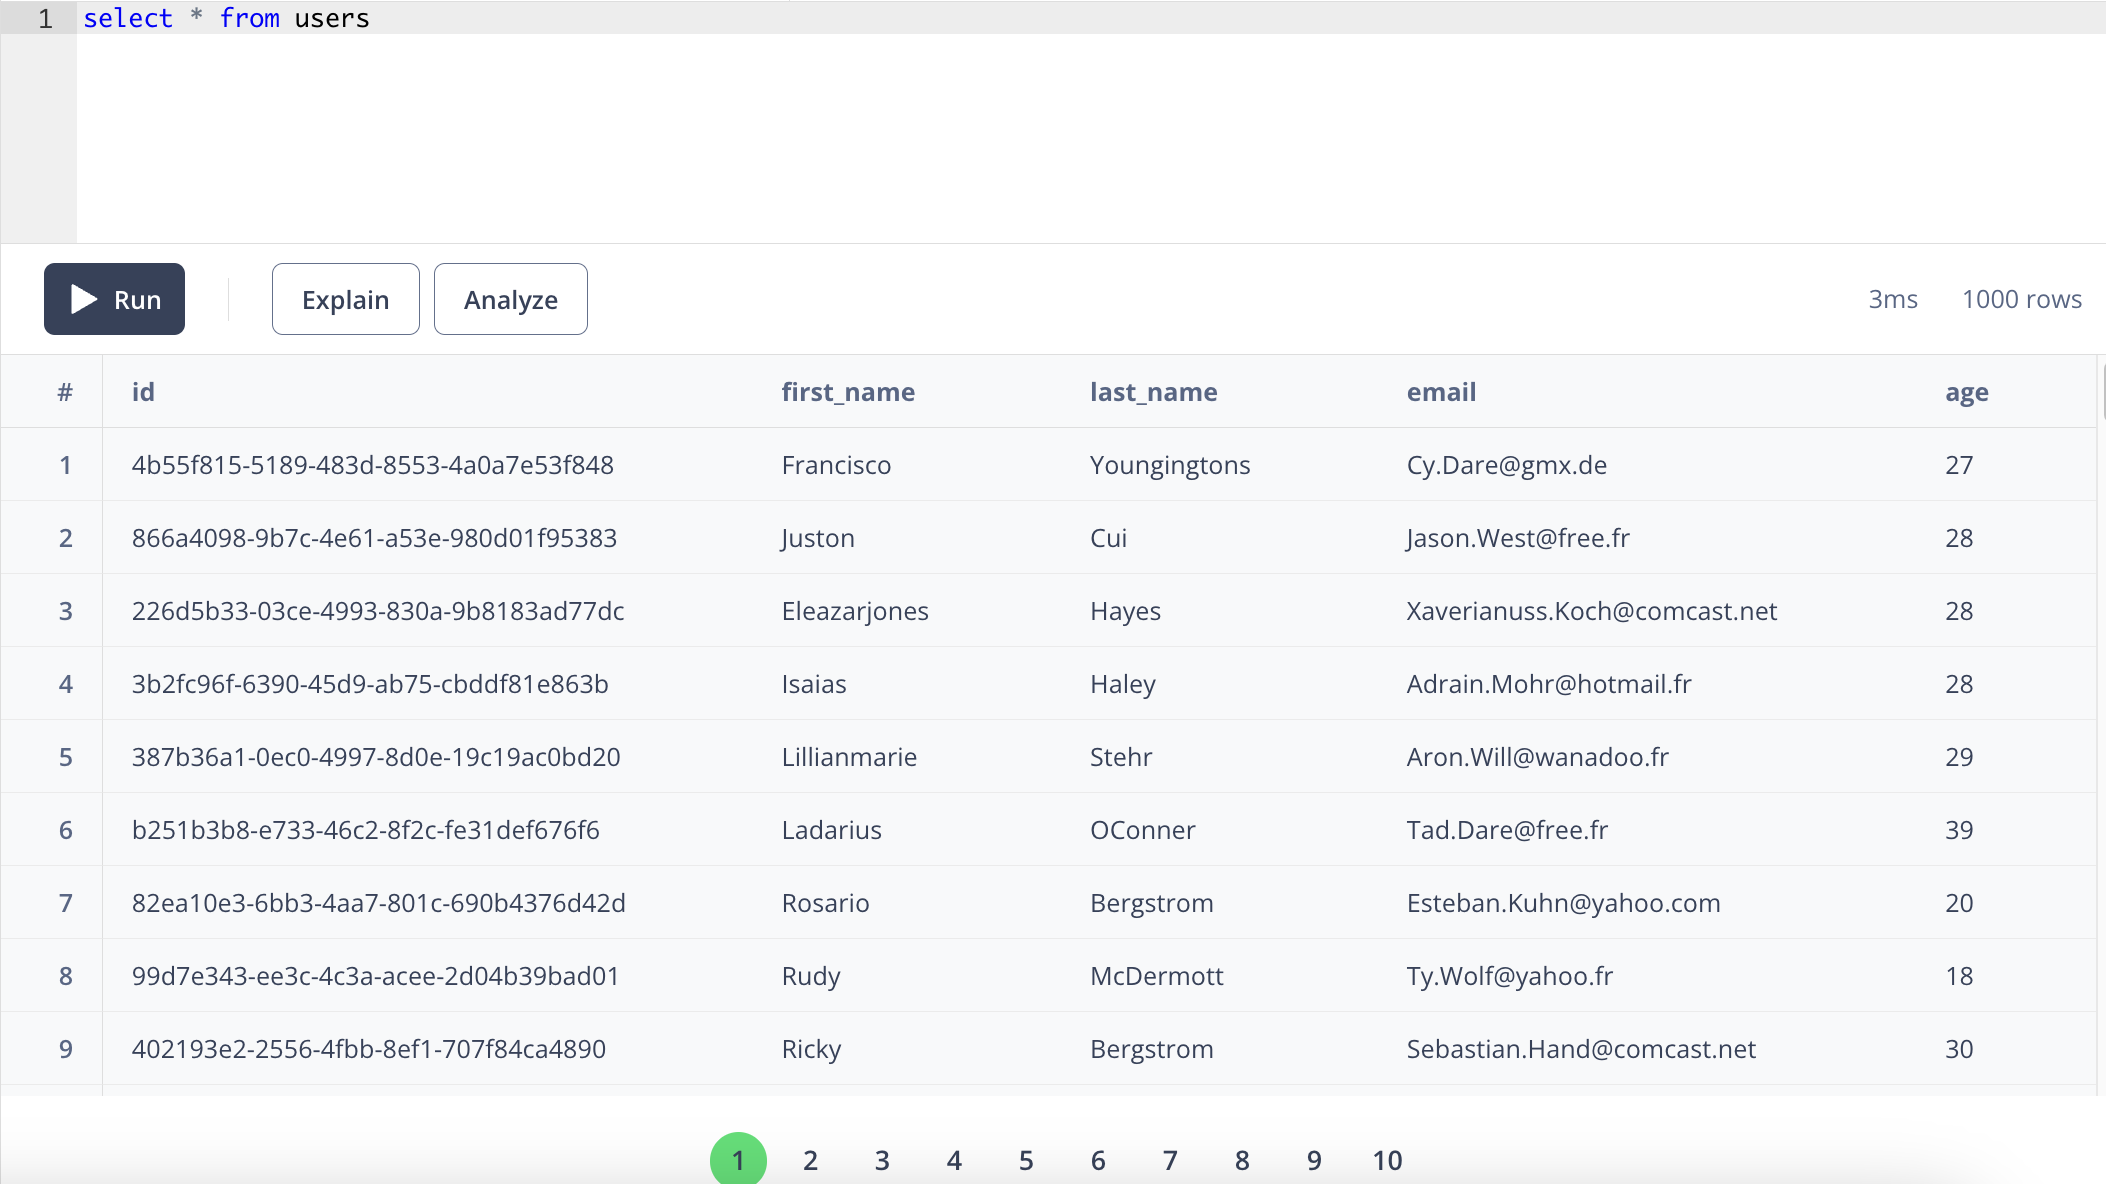 1 select * from users
Run Explain Analyze 3ms 1000 rows
# id first_name last_name email age
1 4b55f815-5189-483d-8553-4a0a7e53f848 Francisco Youngingtons Cy.Dare@gmx.de 27
2 866a4098-9b7c-4e61-a53e-980d01f95383 Juston Cui Jason.West@free.fr 28
3 226d5b33-03ce-4993-830a-9b8183ad77dc Eleazarjones Hayes Xaverianuss.Koch@comcast.net 28
4 3b2fc96f-6390-45d9-ab75-cbddf81e863b Isaias Haley Adrain.Mohr@hotmail.fr 28
5 387b36a1-0ec0-4997-8d0e-19c19ac0bd20 Lillianmarie Stehr Aron.Will@wanadoo.fr 29
6 b251b3b8-e733-46c2-8f2c-fe31def676f6 Ladarius OConner Tad.Dare@free.fr 39
7 82ea10e3-6bb3-4aa7-801c-690b4376d42d Rosario Bergstrom Esteban.Kuhn@yahoo.com 20
8 99d7e343-ee3c-4c3a-acee-2d04b39bad01 Rudy McDermott Ty.Wolf@yahoo.fr 18
9 402193e2-2556-4fbb-8ef1-707f84ca4890 Ricky Bergstrom Sebastian.Hand@comcast.net 30
1 2 3 4 5 6 7 8 9 10